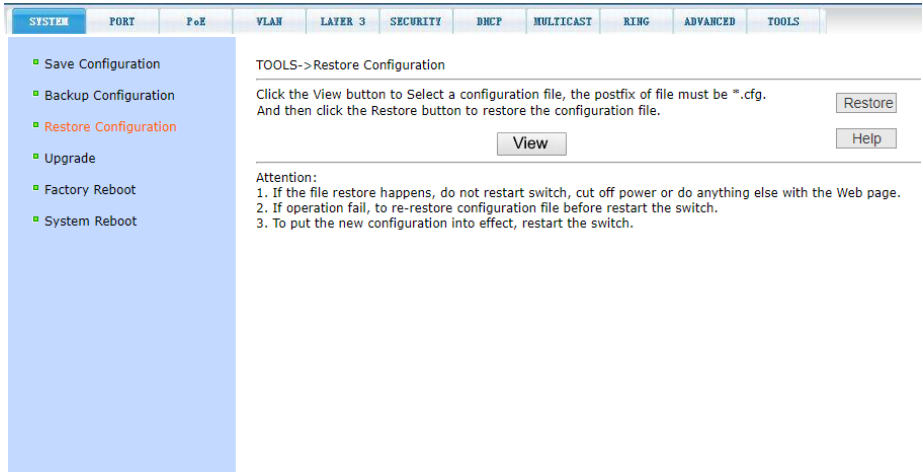 SYSTEM PORT PoE VLAN LAYER 3 SECURITY DHCP MULTICAST RING ADVANCED TOOLS
Save Configuration
Backup Configuration
Restore Configuration
Upgrade
Factory Reboot
System Reboot
TOOLS->Restore Configuration
Click the View button to Select a configuration file, the postfix of file must be *.cfg.
And then click the Restore button to restore the configuration file.
Restore
View
Help
Attention:
1. If the file restore happens, do not restart switch, cut off power or do anything else with the Web page.
2. If operation fail, to re-restore configuration file before restart the switch.
3. To put the new configuration into effect, restart the switch.